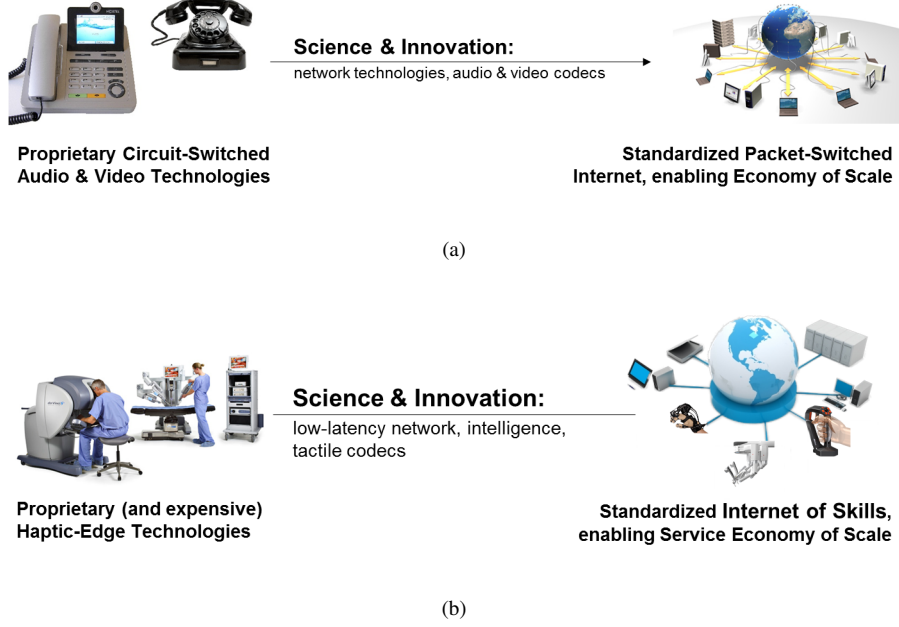 Science & Innovation:
network technologies, audio & video codecs
Proprietary Circuit-Switched
Audio & Video Technologies
Standardized Packet-Switched
Internet, enabling Economy of Scale
(a)
Science & Innovation:
low-latency network, intelligence,
tactile codecs
Proprietary (and expensive)
Haptic-Edge Technologies
Standardized Internet of Skills,
enabling Service Economy of Scale
(b)